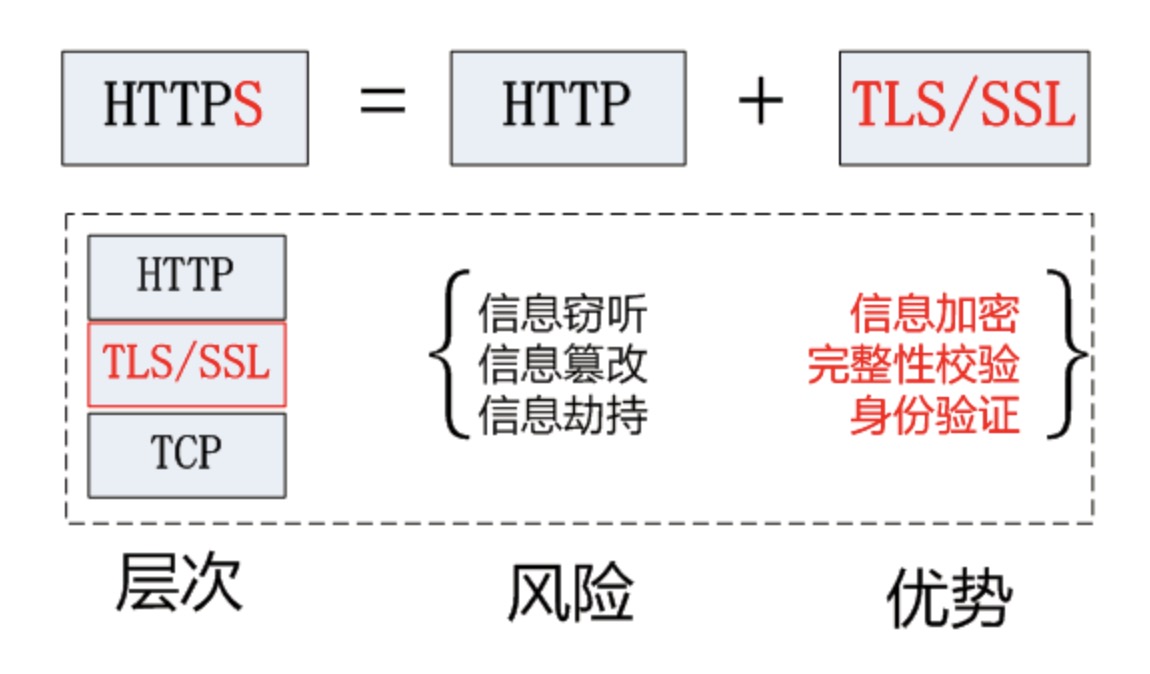 HTTPS = HTTP + TLS/SSL
HTTP
TLS/SSL
TCP
信息窃听
信息篡改
信息劫持
信息加密
完整性校验
身份验证
层次
风险
优势